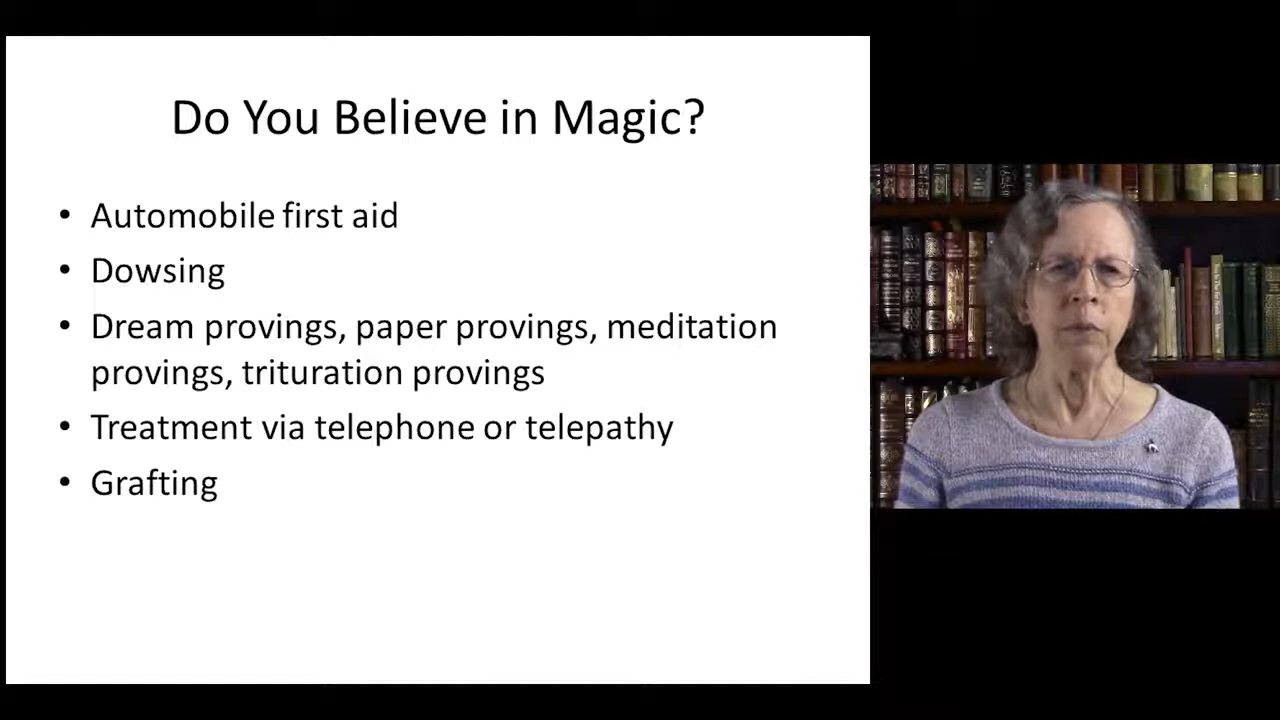 Do You Believe in Magic?
• Automobile first aid
• Dowsing
• Dream provings, paper provings, meditation
provings, trituration provings
• Treatment via telephone or telepathy
• Grafting